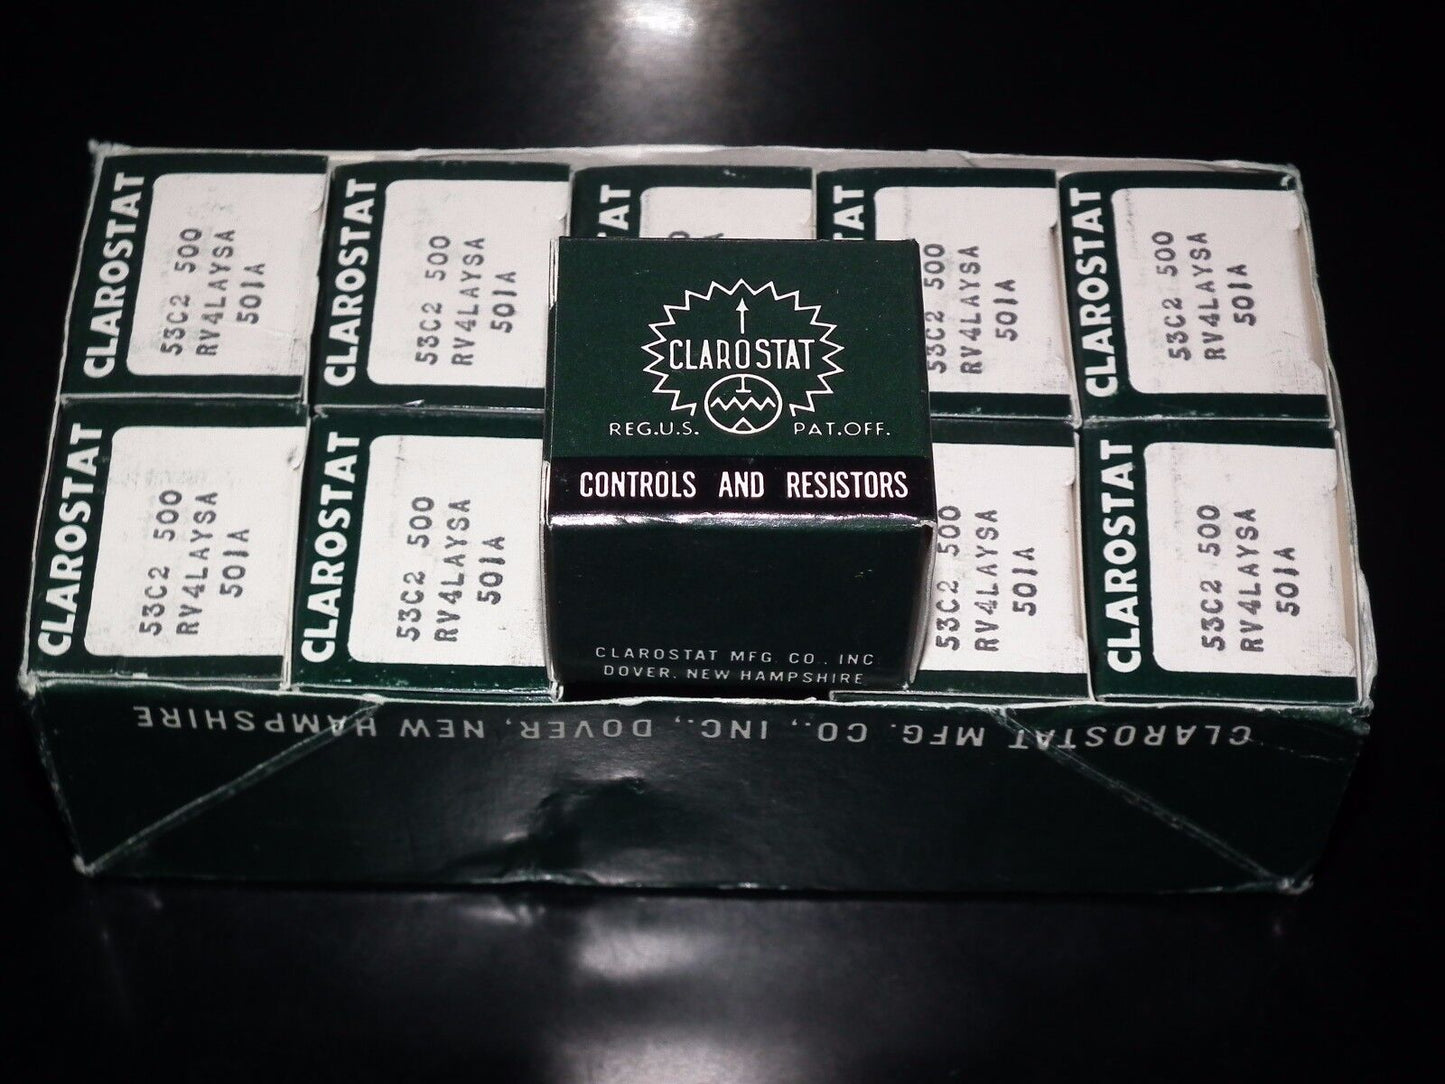 CLAROSTAT
53C2 500
RV4LAYSA
501A
CLAROSTAT
53C2 500
RV4LAYSA
501A
AT
AT
53C2 500
RV4LAYSA
501A
CLAROSTAT
53C2 500
RV4LAYSA
501A
CLAROSTAT
REG.U.S. PAT.OFF.
CONTROLS AND RESISTORS
CLAROSTAT MFG. CO., INC
DOVER, NEW HAMPSHIRE
CLAROSTAT
53C2 500
RV4LAYSA
501A
CLAROSTAT
53C2 500
RV4LAYSA
501A
53C2 500
RV4LAYSA
501A
CLAROSTAT
53C2 500
RV4LAYSA
501A
CLAROSTAT MFG. CO., INC., DOVER, NEW HAMPSHIRE